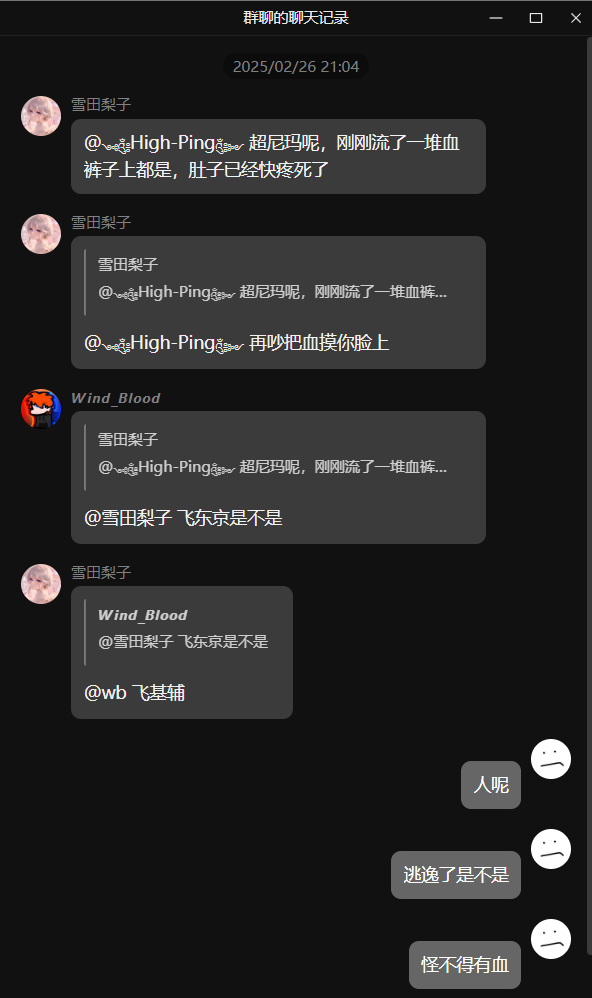 群聊的聊天记录
2025/02/26 21:04
雪田梨子
@High-Ping 超尼玛呢，刚刚流了一堆血
裤子上都是，肚子已经快疼死了
雪田梨子
雪田梨子
@High-Ping 超尼玛呢，刚刚流了一堆血裤...
@High-Ping 再吵把血摸你脸上
Wind_Blood
雪田梨子
@High-Ping 超尼玛呢，刚刚流了一堆血裤...
@雪田梨子 飞东京是不是
雪田梨子
Wind_Blood
@雪田梨子 飞东京是不是
@wb 飞基辅
人呢
逃逸了是不是
怪不得有血